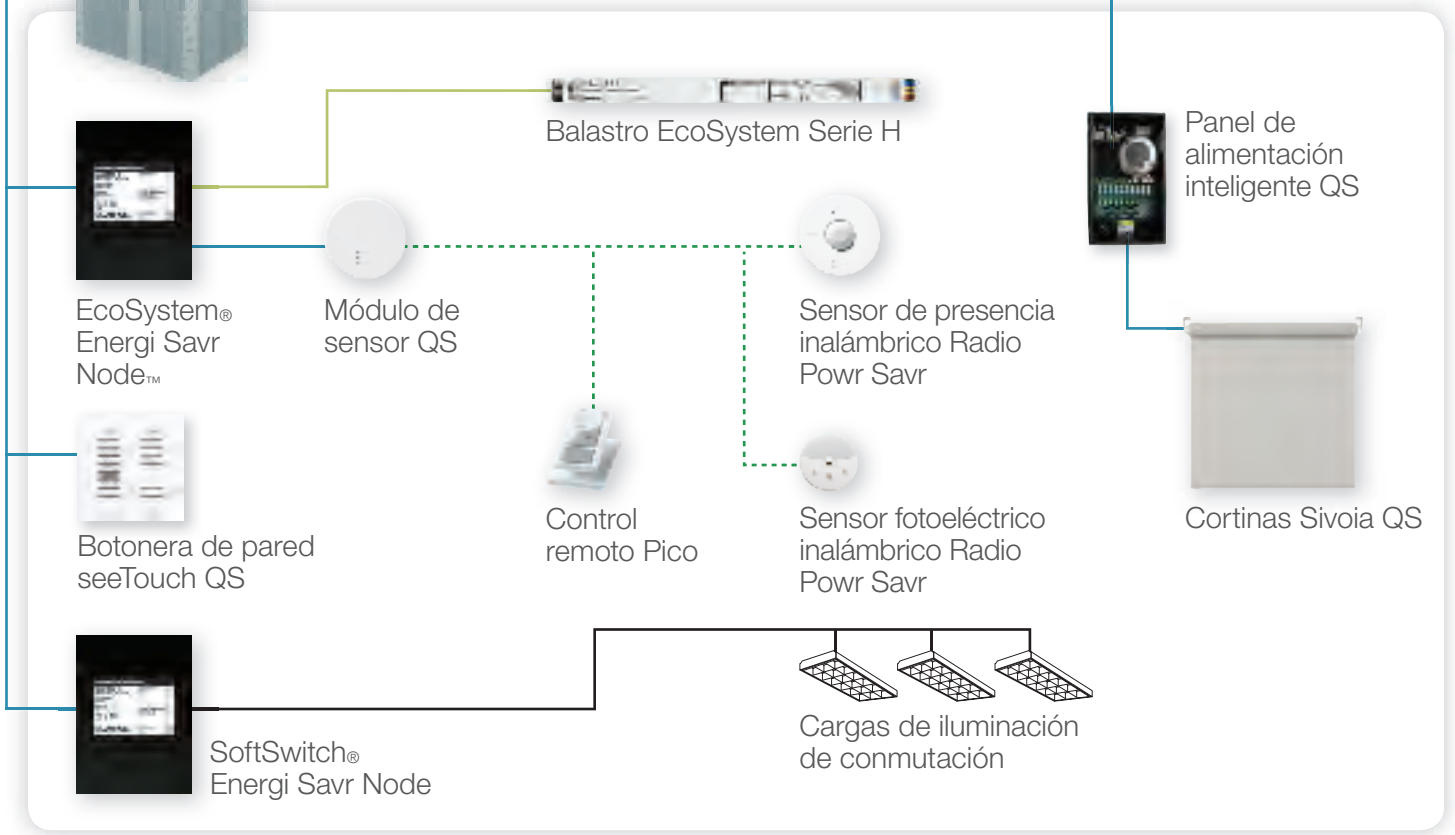 Balastro EcoSystem Serie H
Panel de
alimentación
inteligente QS
EcoSystem®
Energi Savr
Node™
Módulo de
sensor QS
Sensor de presencia
inalámbrico Radio
Powr Savr
Botonera de pared
seeTouch QS
Control
remoto Pico
Sensor fotoeléctrico
inalámbrico Radio
Powr Savr
Cortinas Sivoia QS
SoftSwitch®
Energi Savr Node
Cargas de iluminación
de conmutación